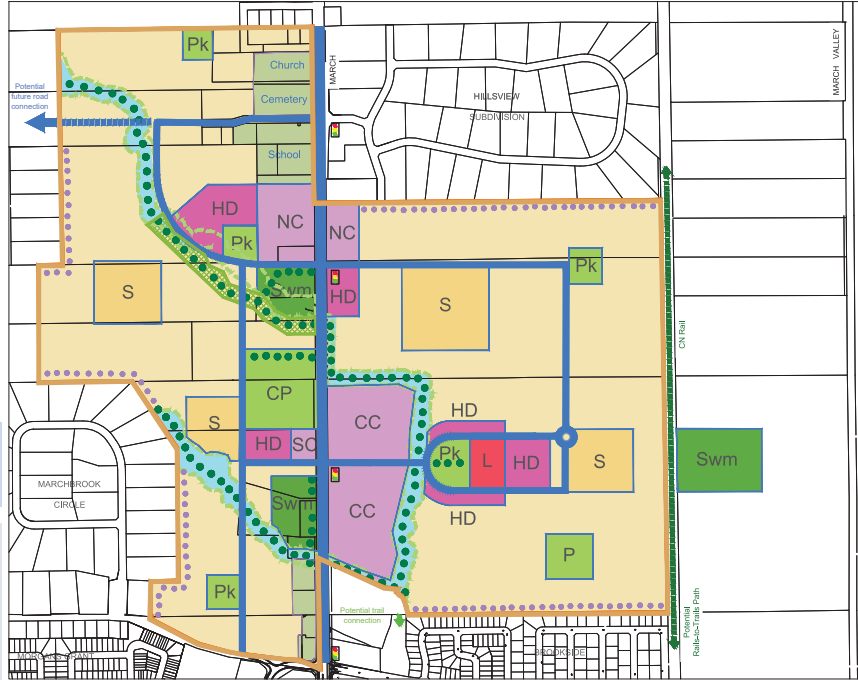 Pk
Church
MARCH
MARCH VALLEY
Potential
future road
connection
Cemetery
HILLSVIEW
SUBDIVISION
School
HD
NC
NC
Pk
Pk
S
Swm
HD
S
CN Rail
CP
HD
S
CC
HD
SC
Pk
L
HD
S
Swm
MARCHBROOK
CIRCLE
Swm
CC
HD
P
Pk
Potential trail
connection
Potential
Rails-to-Trails Path
MORGANS GRANT
BROOKSIDE